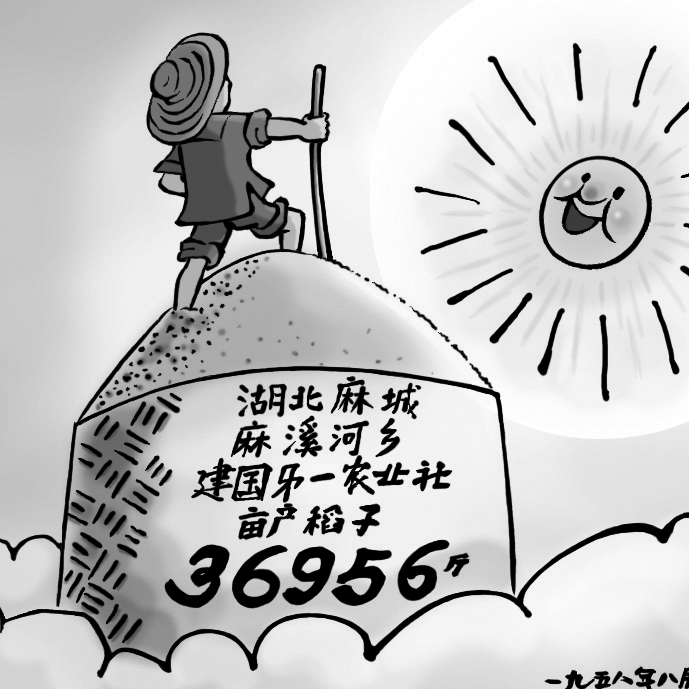 湖北麻城
麻溪河乡
建国第一农业社
亩产稻子
36956斤
一九五八年八月